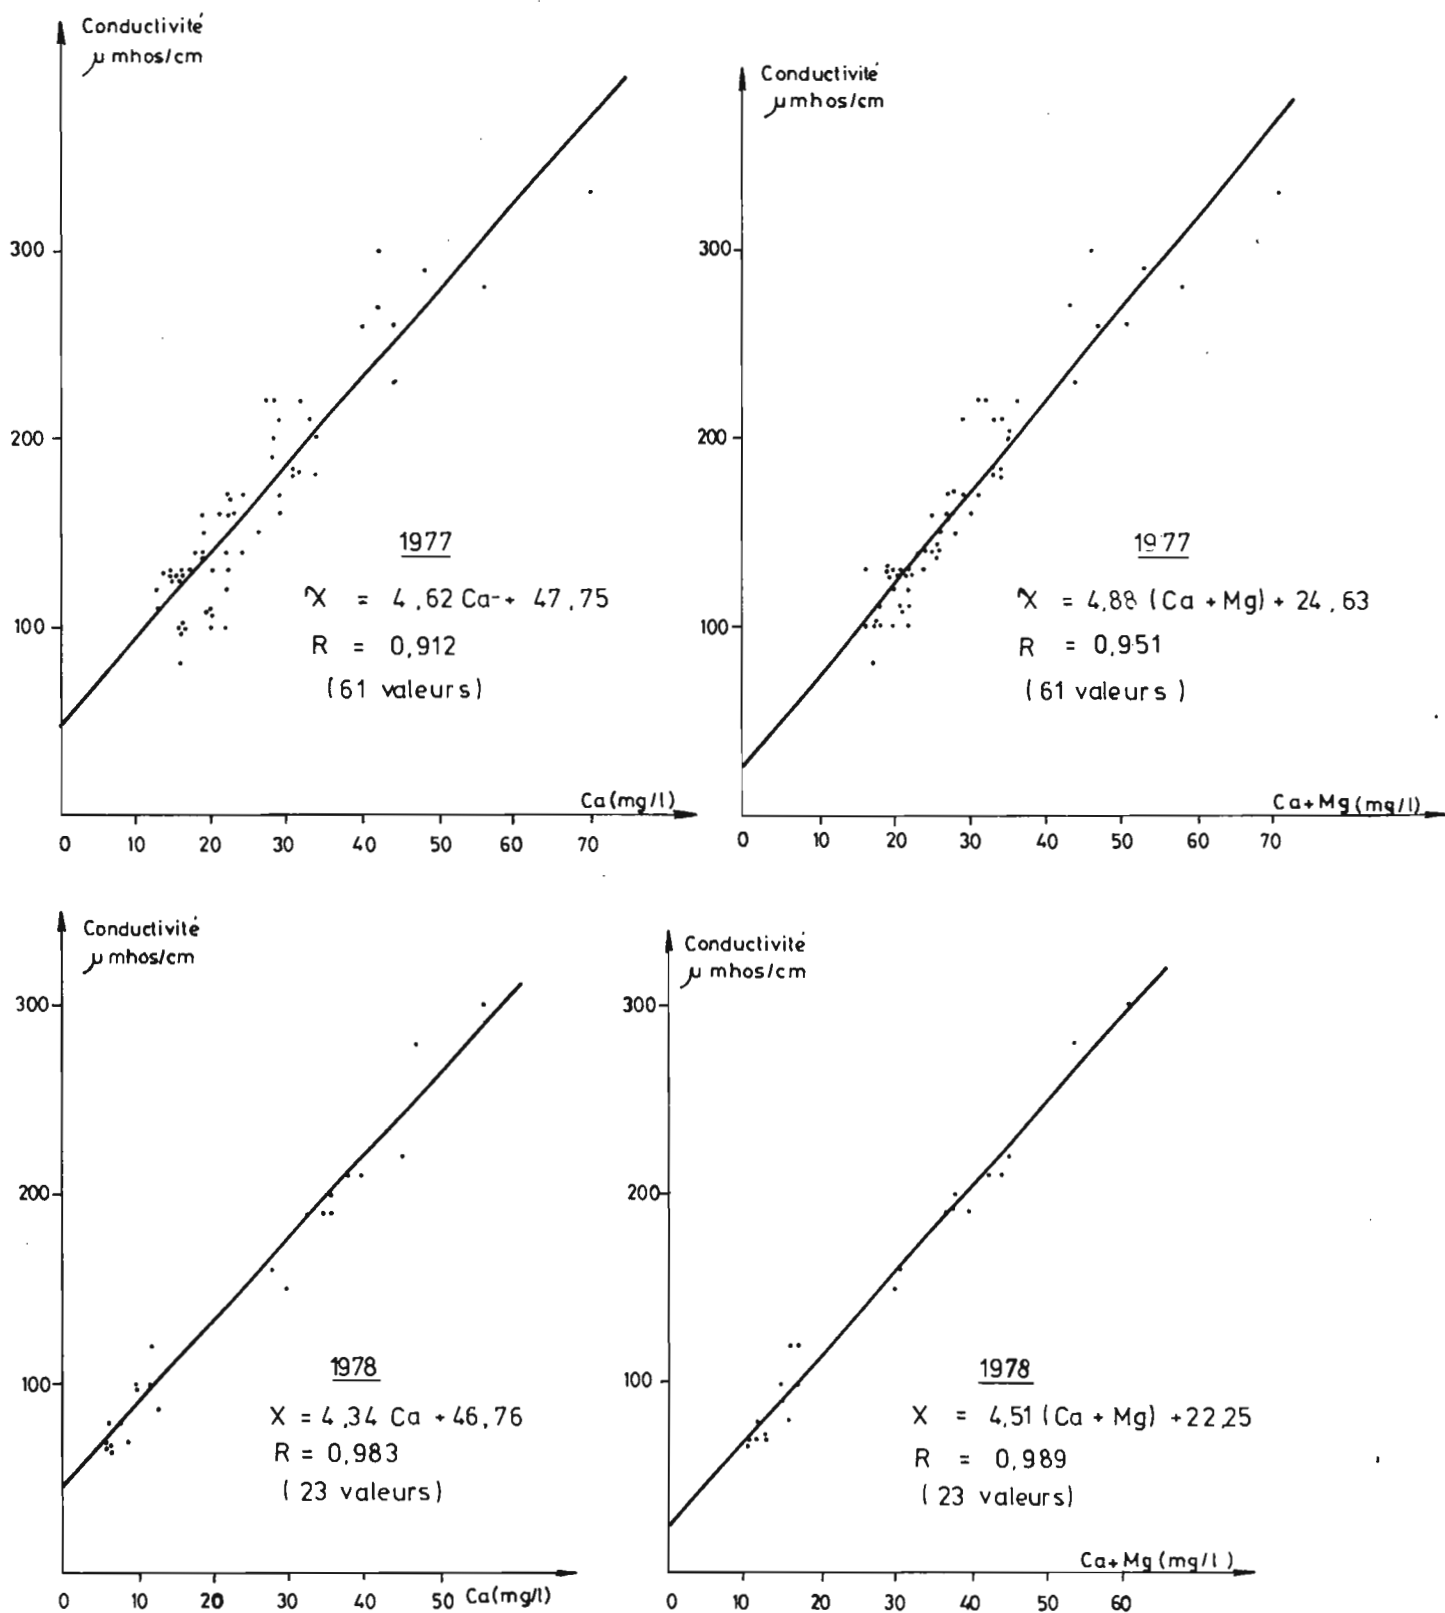 Conductivité
μ mhos/cm
300
200
100
1977
X = 4,62 Ca + 47,75
R = 0,912
(61 valeurs)
Ca (mg/l)
0 10 20 30 40 50 60 70
Conductivité
μmhos/cm
300
200
100
1977
X = 4,88 (Ca + Mg) + 24,63
R = 0,951
(61 valeurs)
Ca+Mg (mg/l)
0 10 20 30 40 50 60 70
Conductivité
μ mhos/cm
300
200
100
1978
X = 4,34 Ca + 46,76
R = 0,983
(23 valeurs)
0 10 20 30 40 50 60 Ca(mg/l)
Conductivité
μ mhos/cm
300
200
100
1978
X = 4,51 (Ca + Mg) + 22,25
R = 0,989
(23 valeurs)
Ca+Mg (mg/l)
0 10 20 30 40 60